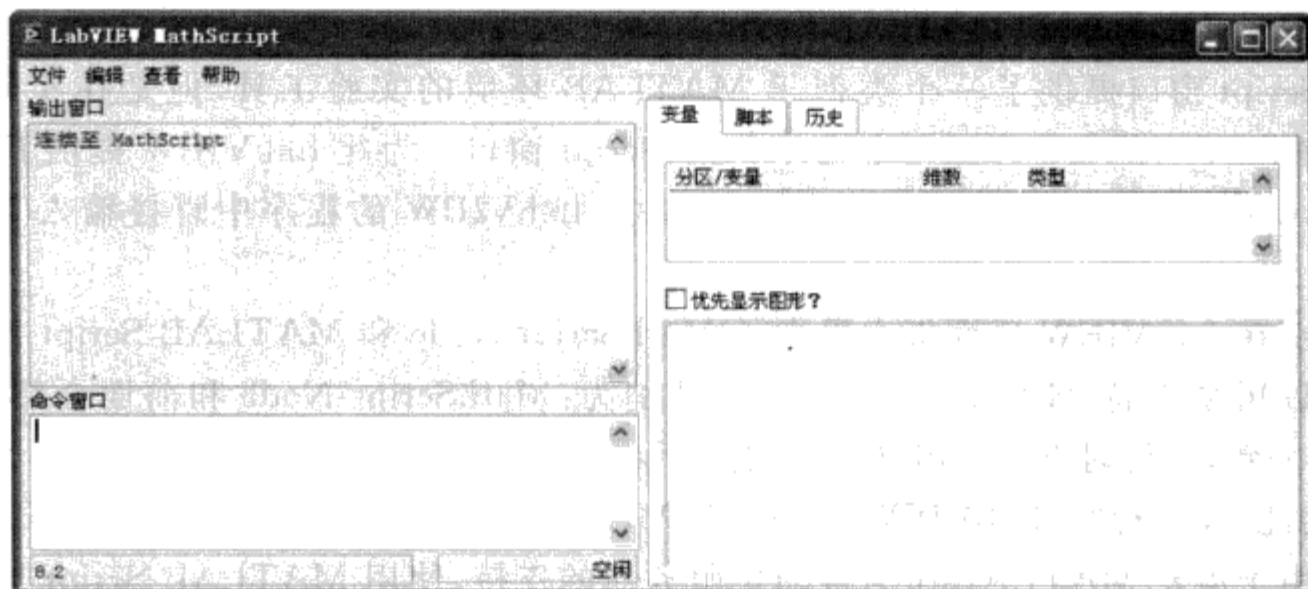 LabVIEW MathScript
文件 编辑 查看 帮助
输出窗口
连接至 MathScript
命令窗口
8.2
空闲
变量 脚本 历史
分区/变量 维数 类型
优先显示图形?